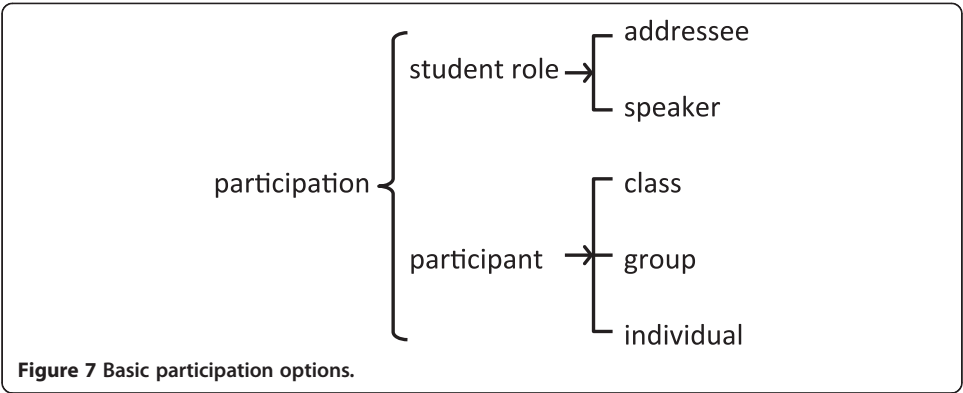 addressee
student role
speaker
participation
class
participant
group
individual
Figure 7 Basic participation options.